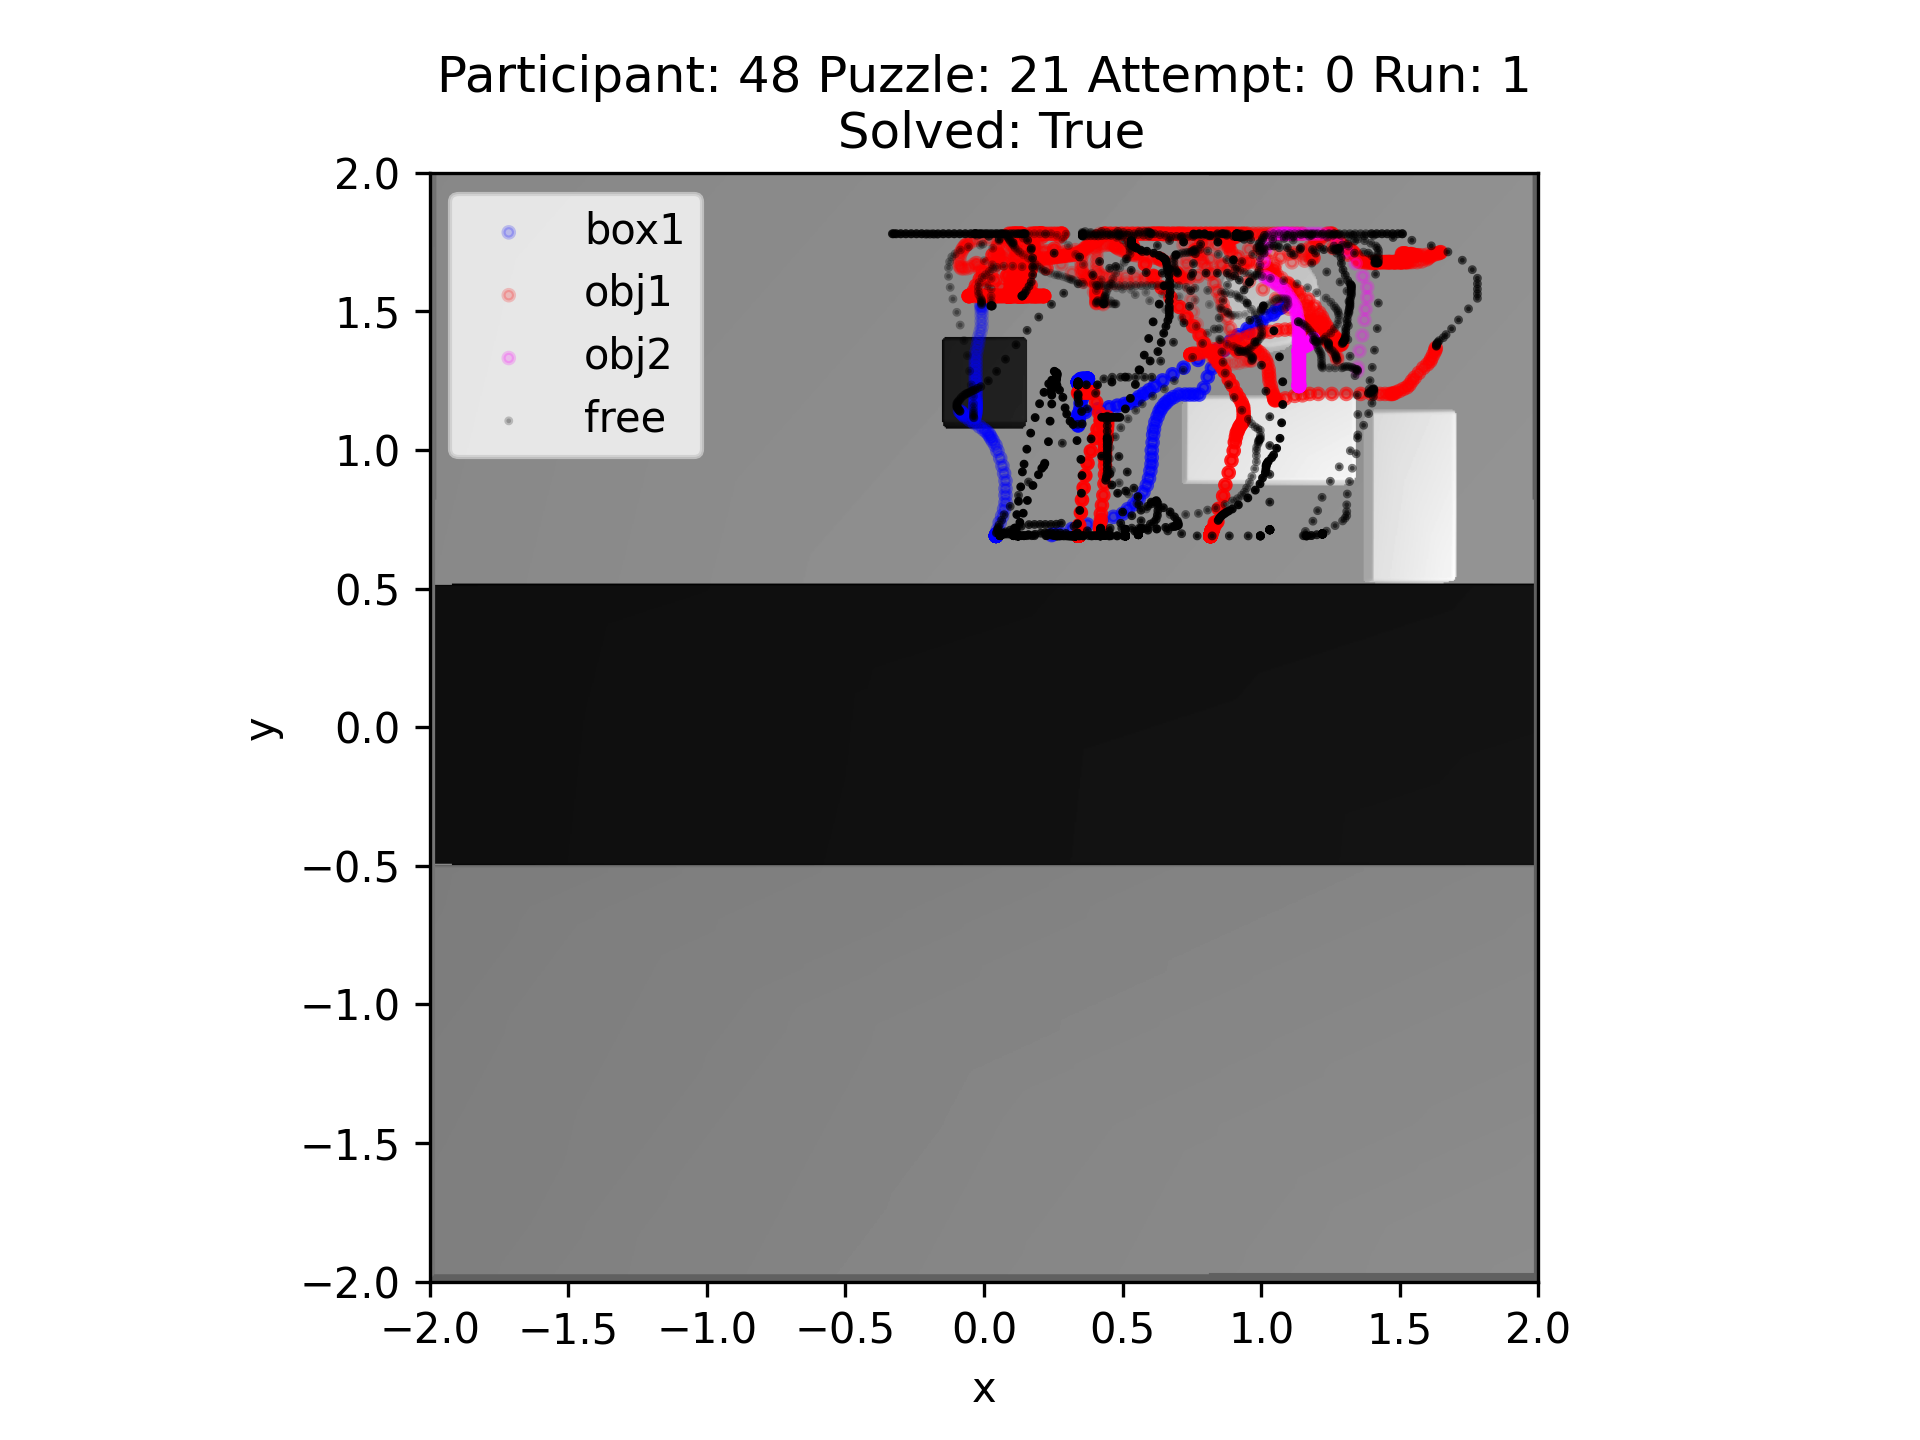 Participant: 48 Puzzle: 21 Attempt: 0 Run: 1
Solved: True
2.0
1.5
1.0
0.5
0.0
−0.5
−1.0
−1.5
−2.0
y
box1
obj1
obj2
free
−2.0 −1.5 −1.0 −0.5 0.0 0.5 1.0 1.5 2.0
x